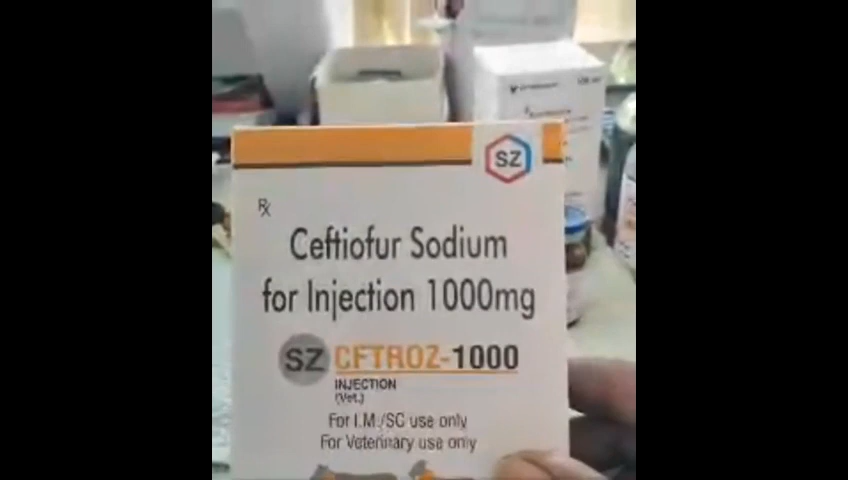 SZ
Rx
Ceftiofur Sodium
for Injection 1000mg
SZ CFTROZ-1000
INJECTION
(Vet.)
For I.M./SC use only
For Veterinary use only